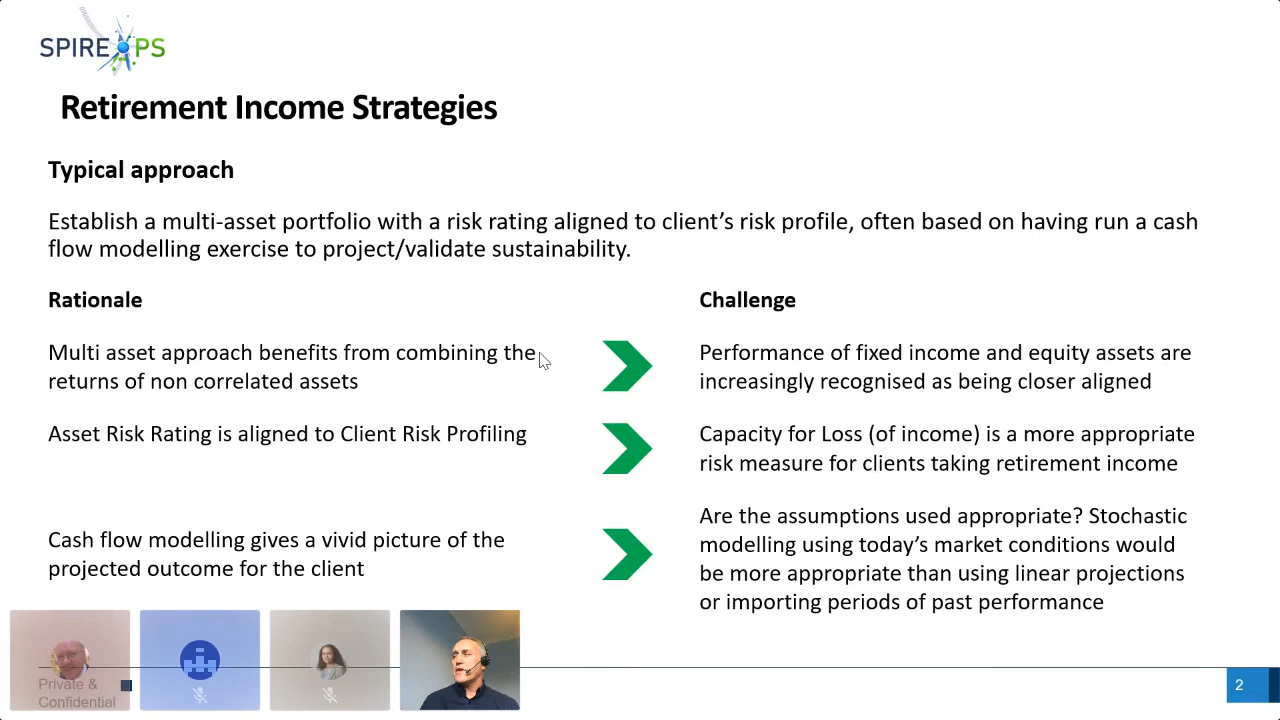 SPIRE PS
Retirement Income Strategies
Typical approach
Establish a multi-asset portfolio with a risk rating aligned to client’s risk profile, often based on having run a cash
flow modelling exercise to project/validate sustainability.
Rationale
Challenge
Multi asset approach benefits from combining the
returns of non correlated assets
Performance of fixed income and equity assets are
increasingly recognised as being closer aligned
Asset Risk Rating is aligned to Client Risk Profiling
Capacity for Loss (of income) is a more appropriate
risk measure for clients taking retirement income
Cash flow modelling gives a vivid picture of the
projected outcome for the client
Are the assumptions used appropriate? Stochastic
modelling using today’s market conditions would
be more appropriate than using linear projections
or importing periods of past performance
Private &
Confidential
2